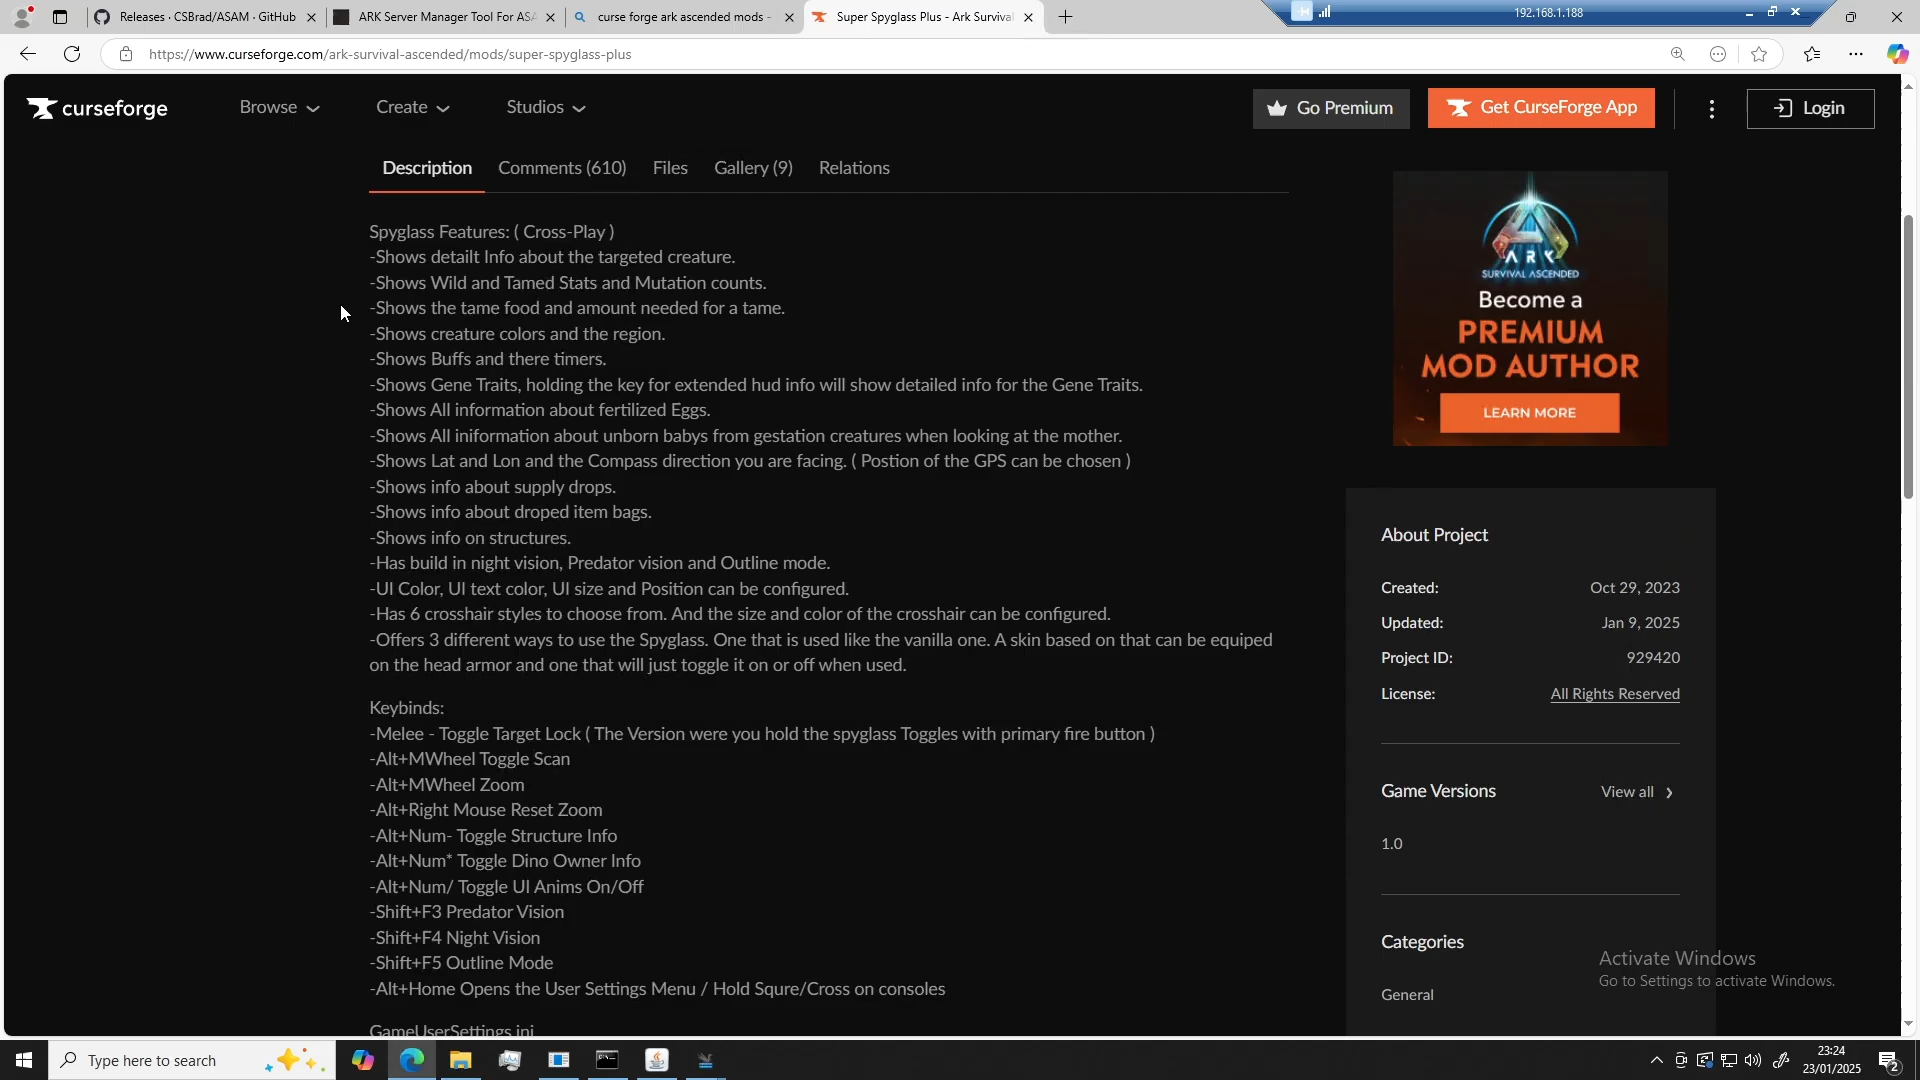 Releases · CSBrad/ASAM · GitHub
ARK Server Manager Tool For ASA
curse forge ark ascended mods -
Super Spyglass Plus - Ark Survival
192.168.1.188
https://www.curseforge.com/ark-survival-ascended/mods/super-spyglass-plus
curseforge
Browse
Create
Studios
Go Premium
Get CurseForge App
Login
Description
Comments (610)
Files
Gallery (9)
Relations
Spyglass Features: ( Cross-Play )
-Shows detailt Info about the targeted creature.
-Shows Wild and Tamed Stats and Mutation counts.
-Shows the tame food and amount needed for a tame.
-Shows creature colors and the region.
-Shows Buffs and there timers.
-Shows Gene Traits, holding the key for extended hud info will show detailed info for the Gene Traits.
-Shows All information about fertilized Eggs.
-Shows All iniformation about unborn babys from gestation creatures when looking at the mother.
-Shows Lat and Lon and the Compass direction you are facing. ( Postion of the GPS can be chosen )
-Shows info about supply drops.
-Shows info about droped item bags.
-Shows info on structures.
-Has build in night vision, Predator vision and Outline mode.
-UI Color, UI text color, UI size and Position can be configured.
-Has 6 crosshair styles to choose from. And the size and color of the crosshair can be configured.
-Offers 3 different ways to use the Spyglass. One that is used like the vanilla one. A skin based on that can be equiped
on the head armor and one that will just toggle it on or off when used.
Keybinds:
-Melee - Toggle Target Lock ( The Version were you hold the spyglass Toggles with primary fire button )
-Alt+MWheel Toggle Scan
-Alt+MWheel Zoom
-Alt+Right Mouse Reset Zoom
-Alt+Num- Toggle Structure Info
-Alt+Num* Toggle Dino Owner Info
-Alt+Num/ Toggle UI Anims On/Off
-Shift+F3 Predator Vision
-Shift+F4 Night Vision
-Shift+F5 Outline Mode
-Alt+Home Opens the User Settings Menu / Hold Squre/Cross on consoles
GameUserSettings.ini
ARK
SURVIVAL ASCENDED
Become a
PREMIUM
MOD AUTHOR
LEARN MORE
About Project
Created: Oct 29, 2023
Updated: Jan 9, 2025
Project ID: 929420
License: All Rights Reserved
Game Versions
View all
1.0
Categories
General
Activate Windows
Go to Settings to activate Windows.
Type here to search
23:24
23/01/2025
2